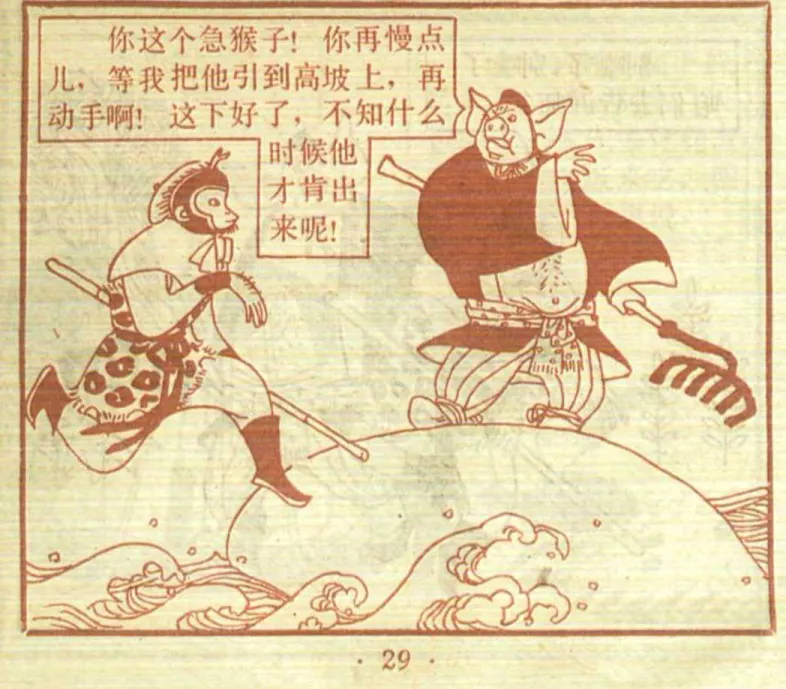 你这个急猴子！你再慢点
儿，等我把他引到高坡上，再
动手啊！这下好了，不知什么
时候他
才肯出
来呢！
· 29 ·